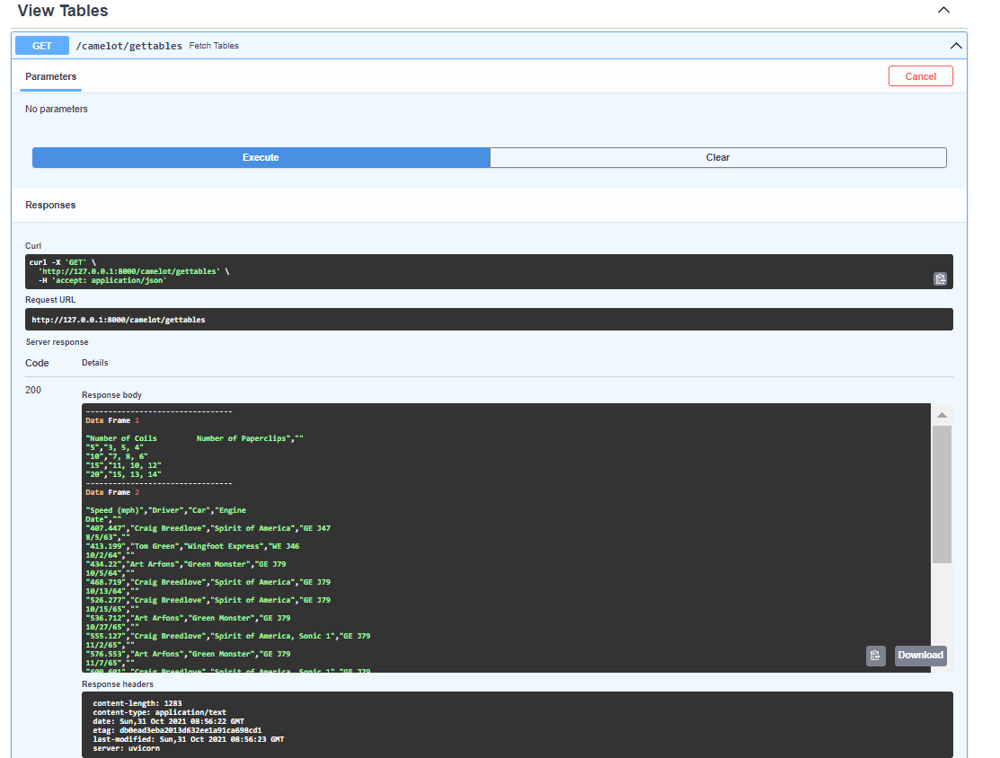 View Tables
GET /camelot/gettables Fetch Tables
Parameters
Cancel
No parameters
Execute
Clear
Responses
Curl
curl -X 'GET' \
'http://127.0.0.1:8000/camelot/gettables' \
-H 'accept: application/json'
Request URL
http://127.0.0.1:8000/camelot/gettables
Server response
Code Details
200
Response body
---------------------------------
Data Frame 1
"Number of Coils Number of Paperclips",""
"5","3, 5, 4"
"10","7, 8, 6"
"15","11, 10, 12"
"20","15, 13, 14"
---------------------------------
Data Frame 2
"Speed (mph)","Driver","Car","Engine
Date",""
"407.447","Craig Breedlove","Spirit of America","GE J47
8/5/63",""
"413.199","Tom Green","Wingfoot Express","WE J46
10/2/64",""
"434.22","Art Arfons","Green Monster","GE J79
10/5/64",""
"468.719","Craig Breedlove","Spirit of America","GE J79
10/13/64",""
"526.277","Craig Breedlove","Spirit of America","GE J79
10/15/65",""
"536.712","Art Arfons","Green Monster","GE J79
10/27/65",""
"555.127","Craig Breedlove","Spirit of America, Sonic 1","GE J79
11/2/65",""
"576.553","Art Arfons","Green Monster","GE J79
11/7/65",""
"600.601","Craig Breedlove","Spirit of America, Sonic 1","GE J79
Download
Response headers
content-length: 1283
content-type: application/text
date: Sun,31 Oct 2021 08:56:22 GMT
etag: db0ead3eba2013d632ee1a91ca698cd1
last-modified: Sun,31 Oct 2021 08:56:23 GMT
server: uvicorn